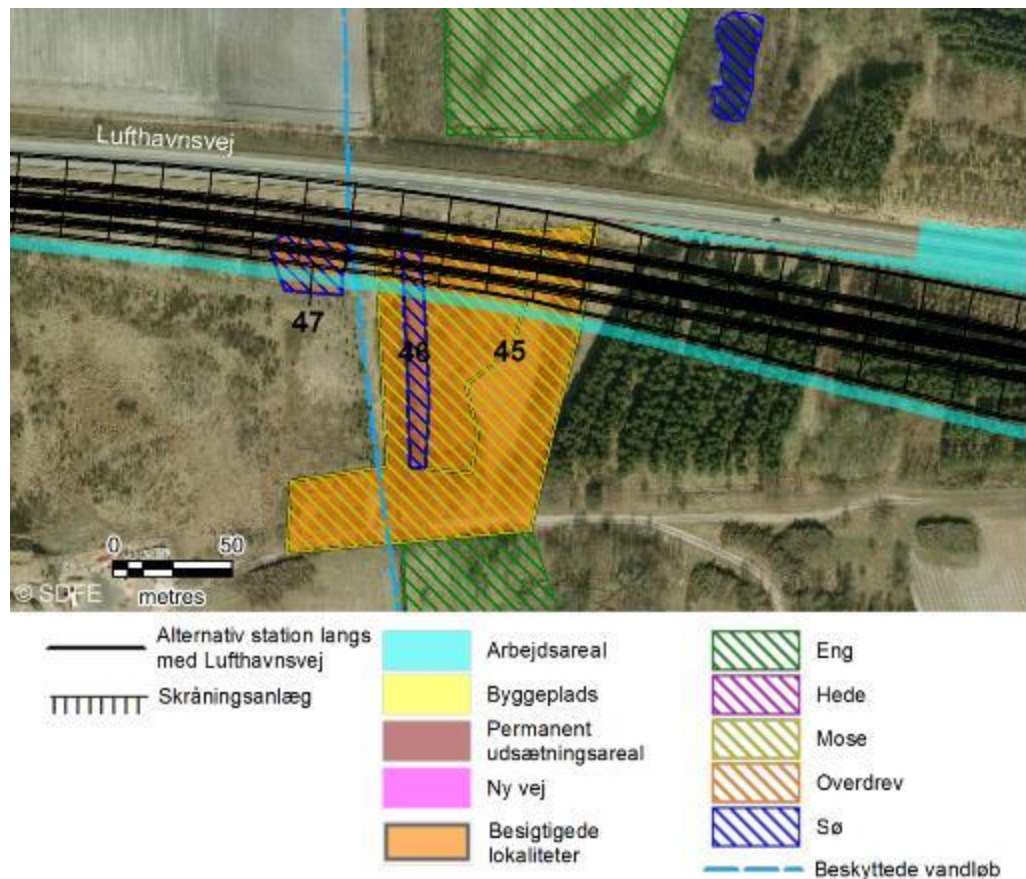 Lufthavnsvej
47
46
45
0 50
metres
© SDFE
Alternativ station langs
med Lufthavnsvej
Skråningsanlæg
Arbejdsareal
Byggeplads
Permanent
udsætningsareal
Ny vej
Besigtigede
lokaliteter
Eng
Hede
Mose
Overdrev
Sø
Beskyttede vandløb